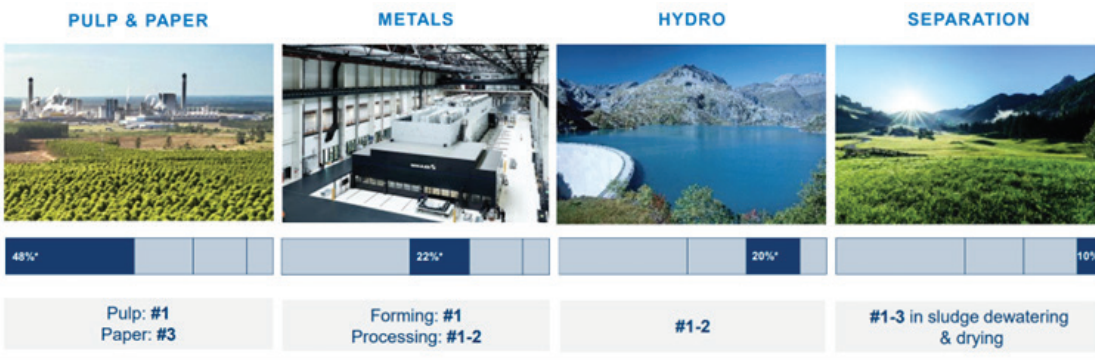 PULP & PAPER
METALS
HYDRO
SEPARATION
48%*
22%*
20%*
10%
Pulp: #1
Paper: #3
Forming: #1
Processing: #1-2
#1-2
#1-3 in sludge dewatering
& drying